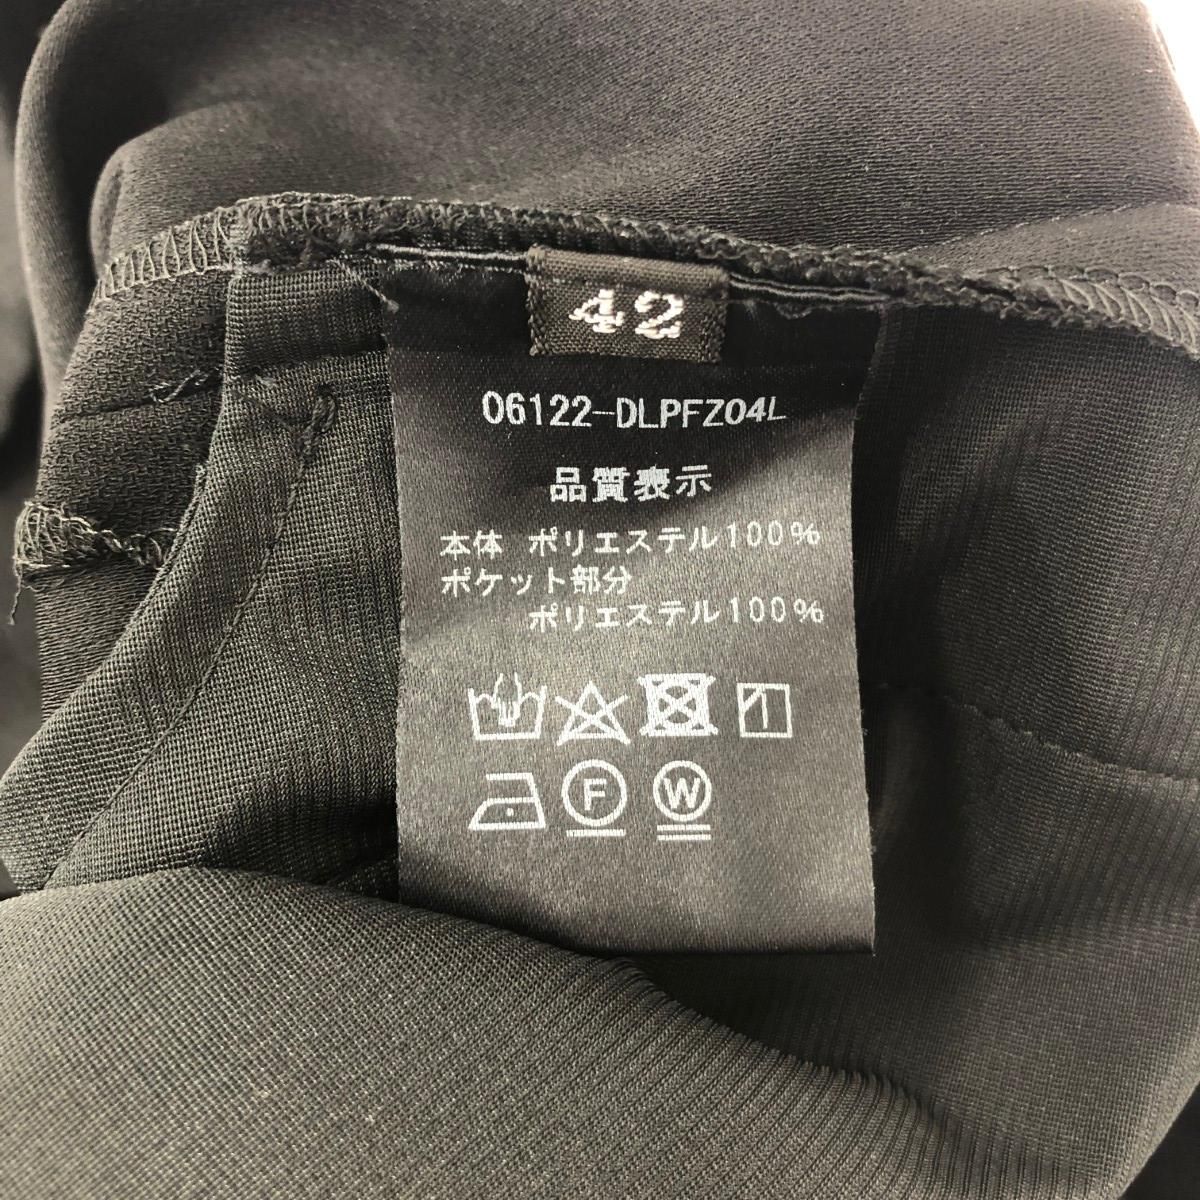 42
06122-DLPFZ04L
品質表示
本体 ポリエステル100%
ポケット部分
ポリエステル100%
F W